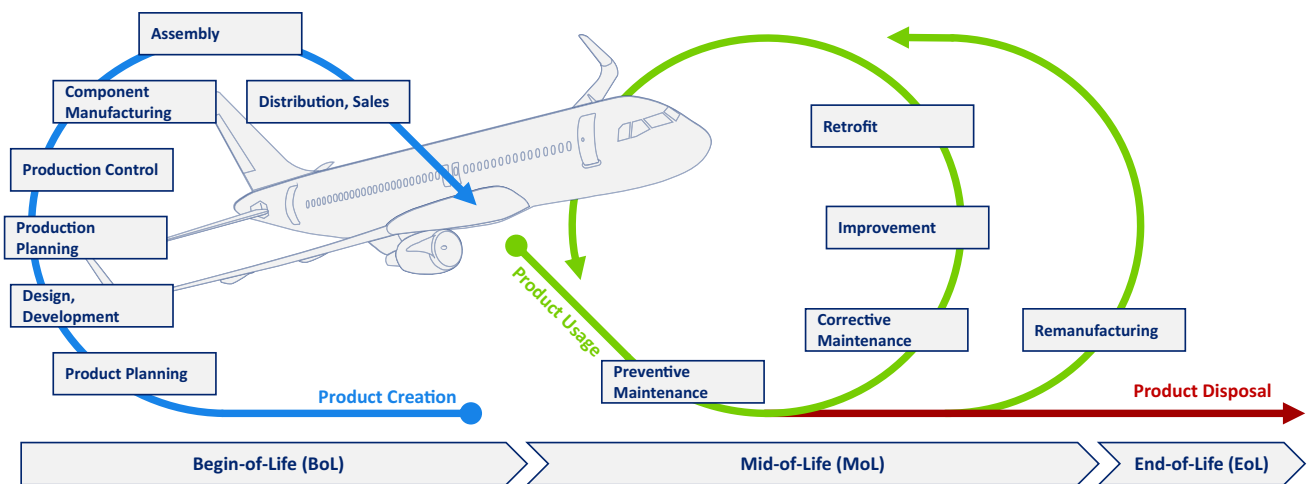 Assembly
Component
Manufacturing
Distribution, Sales
Production Control
Production
Planning
Design,
Development
Product Planning
Product Creation
Product Usage
Preventive
Maintenance
Corrective
Maintenance
Improvement
Retrofit
Remanufacturing
Product Disposal
Begin-of-Life (BoL)
Mid-of-Life (MoL)
End-of-Life (EoL)